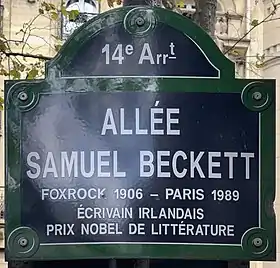 14e Arrt
ALLÉE
SAMUEL BECKETT
FOXROCK 1906 – PARIS 1989
ÉCRIVAIN IRLANDAIS
PRIX NOBEL DE LITTÉRATURE